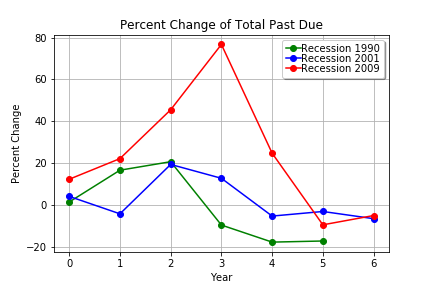 Percent Change of Total Past Due
Recession 1990
Recession 2001
Recession 2009
Percent Change
80
60
40
20
0
−20
0 1 2 3 4 5 6
Year